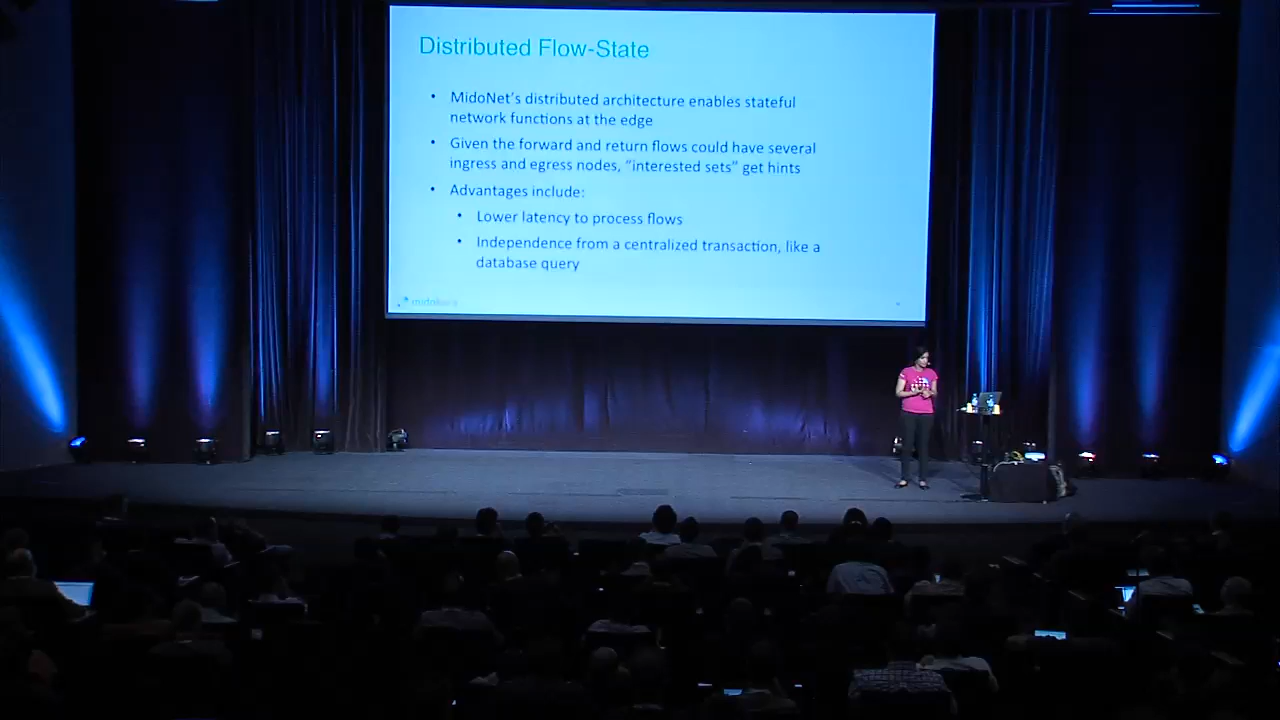 Distributed Flow-State
• MidoNet's distributed architecture enables stateful
network functions at the edge
• Given the forward and return flows could have several
ingress and egress nodes, “interested sets” get hints
• Advantages include:
• Lower latency to process flows
• Independence from a centralized transaction, like a
database query
midokura